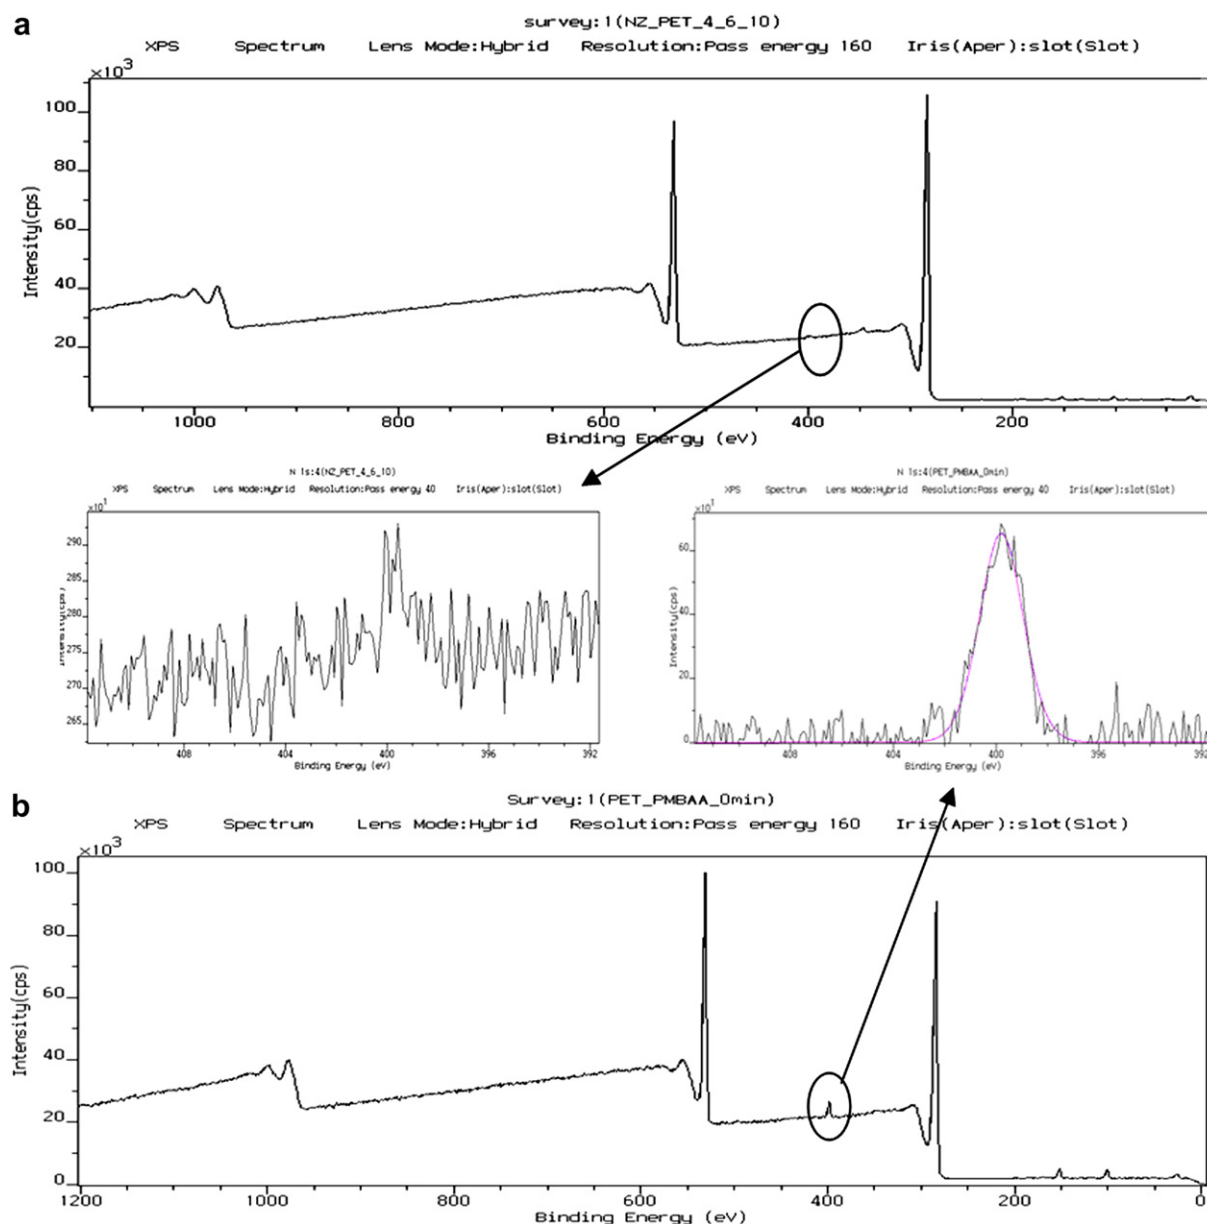 a
survey:1(NZ_PET_4_6_10)
XPS Spectrum Lens Mode:Hybrid Resolution:Pass energy 160 Iris(Aper):slot(Slot)
×10³
100
80
60
40
20
Intensity(cps)
1000 800 600 400 200
Binding Energy (eV)
N 1s:4(NZ_PET_4_6_10)
XPS Spectrum Lens Mode:Hybrid Resolution:Pass energy 40 Iris(Aper):slot(Slot)
×10¹
290
285
280
275
270
265
Intensity(cps)
408 404 400 396 392
Binding Energy (eV)
N 1s:4(PET_PMBAA_0min)
XPS Spectrum Lens Mode:Hybrid Resolution:Pass energy 40 Iris(Aper):slot(Slot)
×10¹
60
40
20
0
Intensity(cps)
408 404 400 396 392
Binding Energy (eV)
b
Survey:1(PET_PMBAA_0min)
XPS Spectrum Lens Mode:Hybrid Resolution:Pass energy 160 Iris(Aper):slot(Slot)
×10³
100
80
60
40
20
0
Intensity(cps)
1200 1000 800 600 400 200 0
Binding Energy (eV)